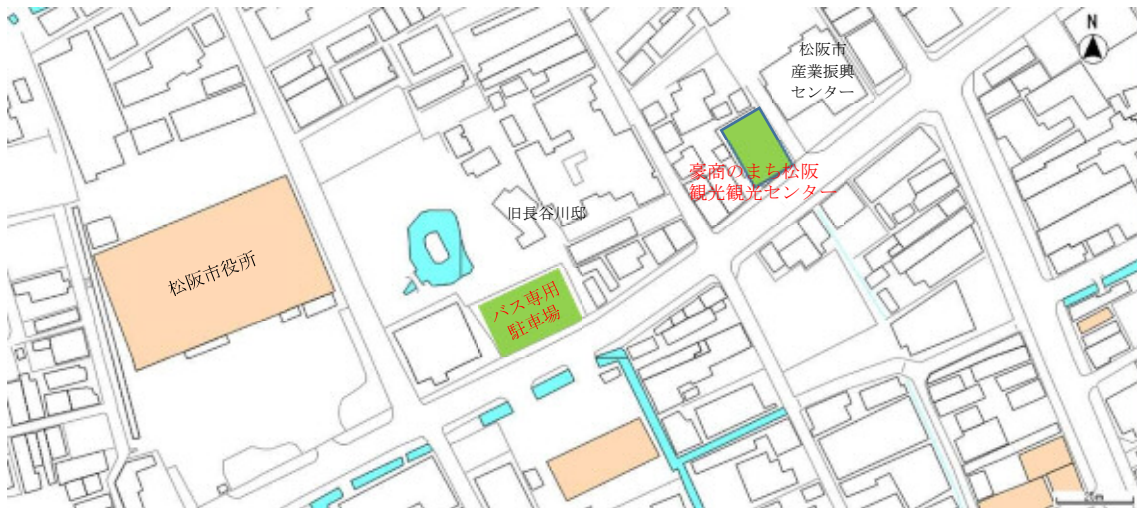 N
松阪市
産業振興
センター
豪商のまち松阪
観光観光センター
旧長谷川邸
松阪市役所
バス専用
駐車場